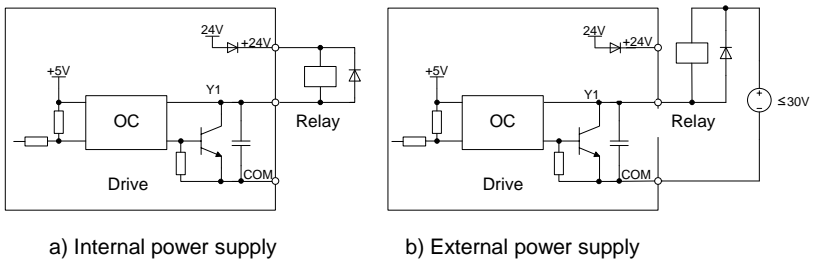 24V
+24V
+5V
Y1
OC
Relay
COM
Drive
24V
+24V
+5V
Y1
≤30V
OC
Relay
COM
Drive
a) Internal power supply
b) External power supply